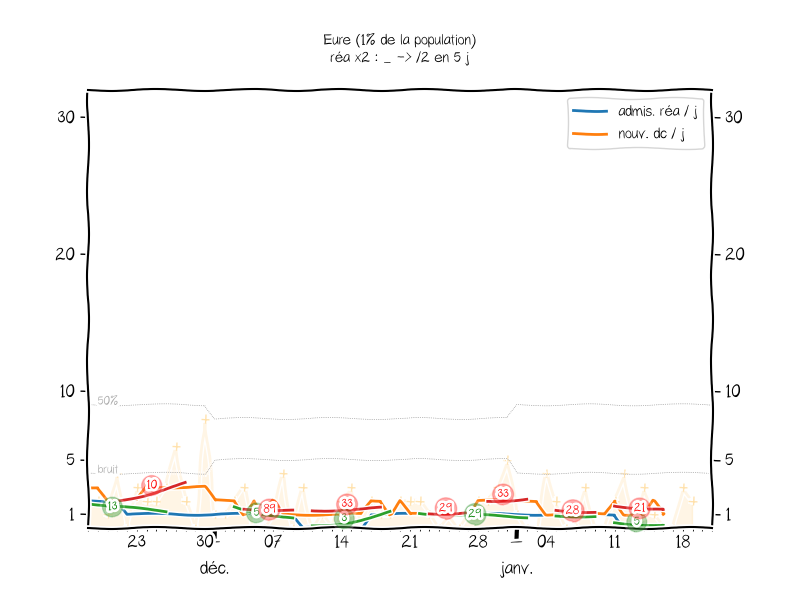 Eure (1% de la population)
réa x2 : _ -> /2 en 5 j
admis. réa / j
nouv. dc / j
30 30
20 20
10 10
50%
5 5
bruit
1 1
13 10 5 89 33 3 29 29 33 28 21 5
23 30 07 14 21 28 04 11 18
déc. janv.